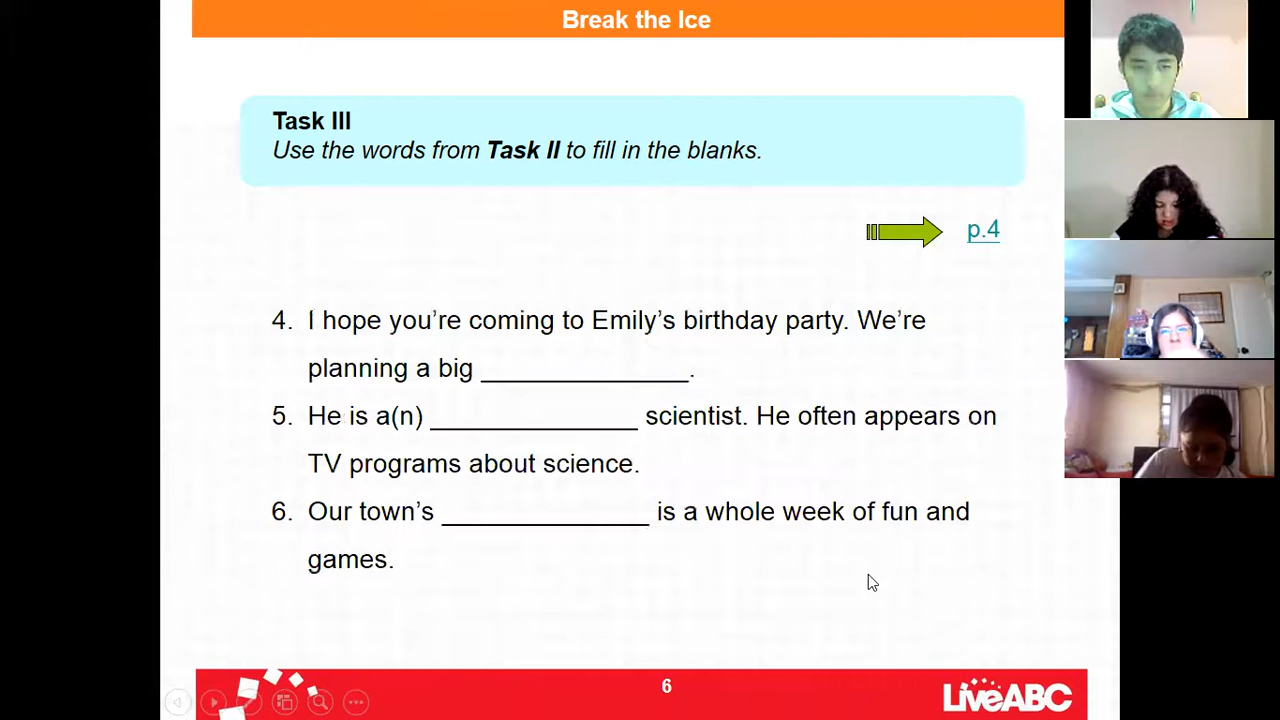 Break the Ice
Task III
Use the words from Task II to fill in the blanks.
p.4
4. I hope you’re coming to Emily’s birthday party. We’re
planning a big _______________.
5. He is a(n) _______________ scientist. He often appears on
TV programs about science.
6. Our town’s _______________ is a whole week of fun and
games.
6
LiveABC